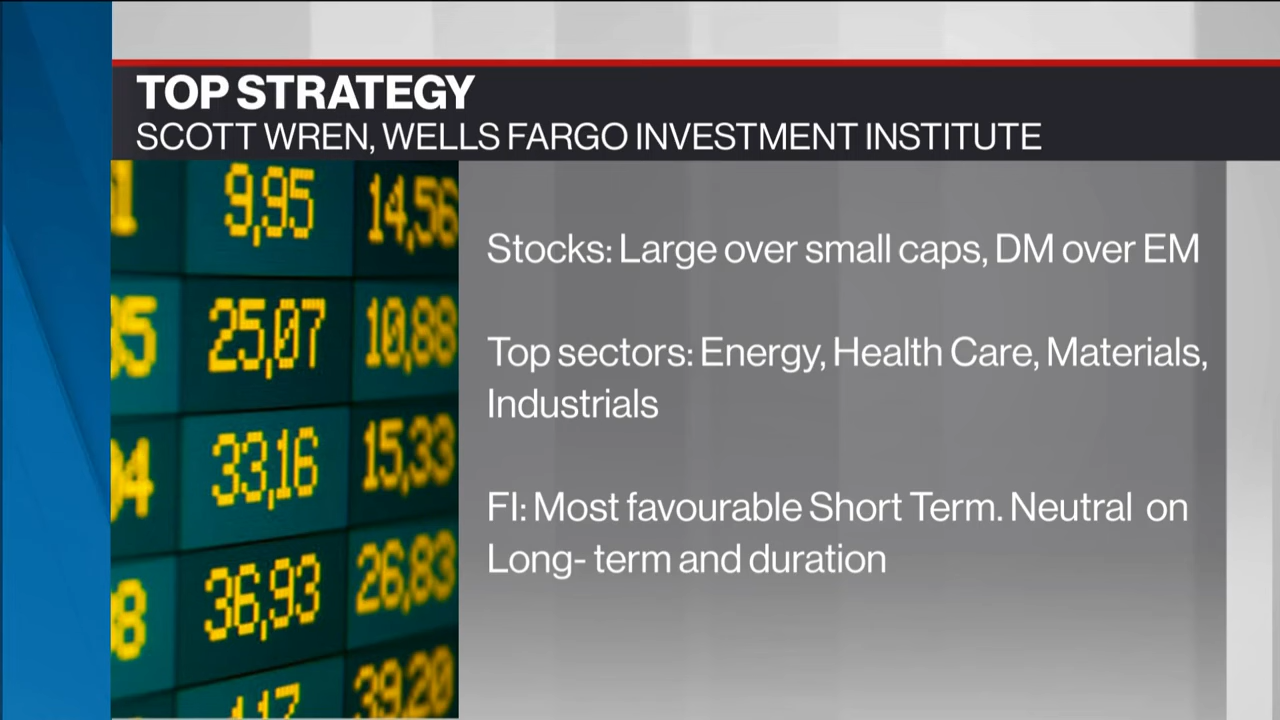 TOP STRATEGY
SCOTT WREN, WELLS FARGO INVESTMENT INSTITUTE
9,95 14,56
25,07 10,88
33,16 15,33
36,93 26,83
39,20
Stocks: Large over small caps, DM over EM
Top sectors: Energy, Health Care, Materials,
Industrials
FI: Most favourable Short Term. Neutral on
Long- term and duration